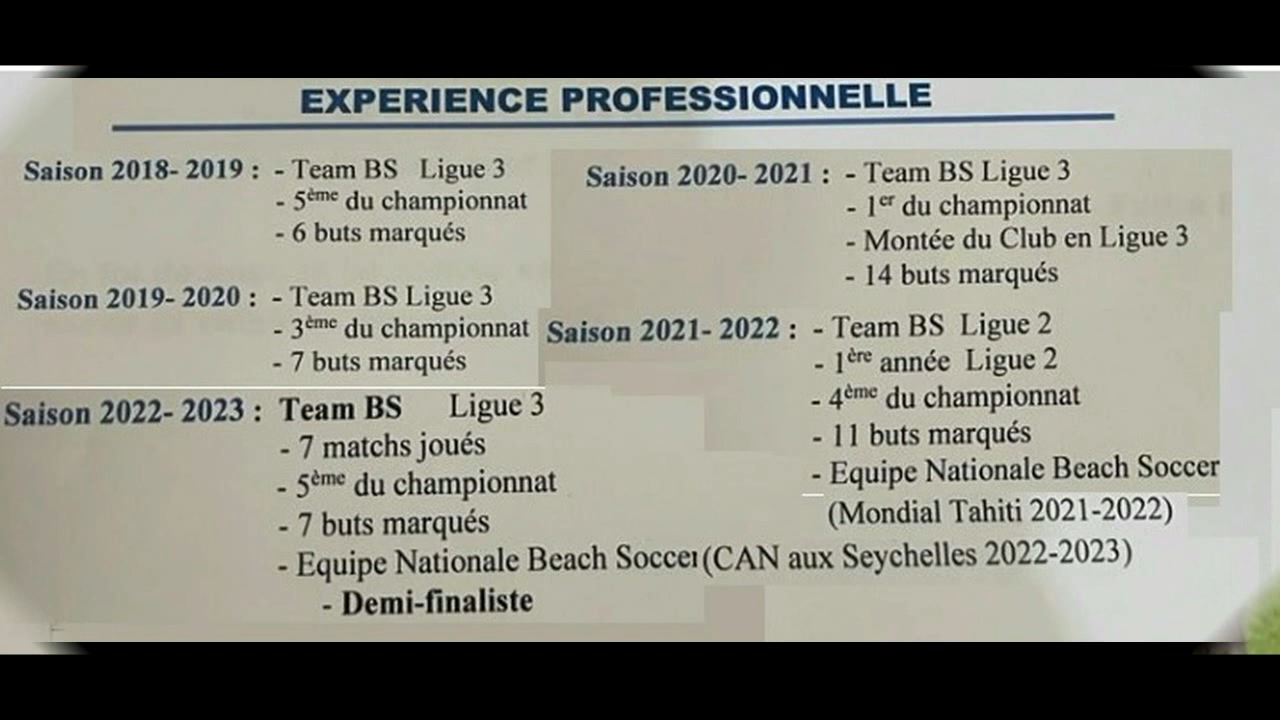 EXPERIENCE PROFESSIONNELLE
Saison 2018- 2019 : - Team BS Ligue 3
- 5ème du championnat
- 6 buts marqués
Saison 2019- 2020 : - Team BS Ligue 3
- 3ème du championnat
- 7 buts marqués
Saison 2020- 2021 : - Team BS Ligue 3
- 1er du championnat
- Montée du Club en Ligue 3
- 14 buts marqués
Saison 2021- 2022 : - Team BS Ligue 2
- 1ère année Ligue 2
- 4ème du championnat
- 11 buts marqués
- Equipe Nationale Beach Soccer
(Mondial Tahiti 2021-2022)
Saison 2022- 2023 : Team BS Ligue 3
- 7 matchs joués
- 5ème du championnat
- 7 buts marqués
- Equipe Nationale Beach Soccer (CAN aux Seychelles 2022-2023)
- Demi-finaliste